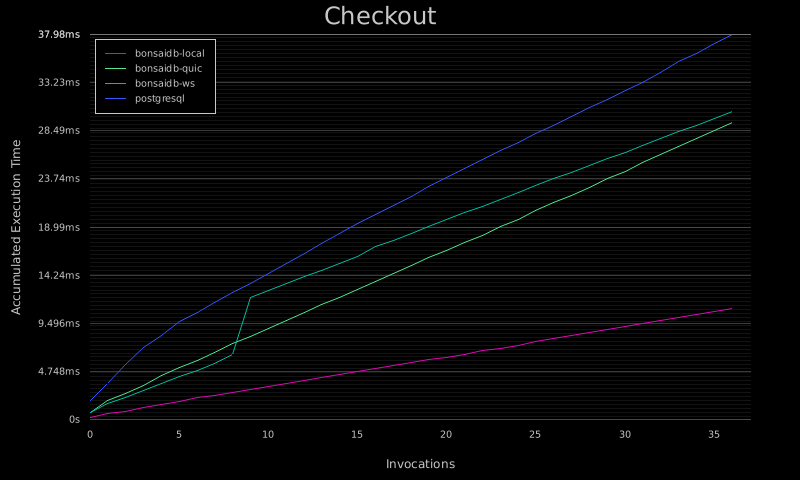 Checkout
37.98ms
33.23ms
28.49ms
23.74ms
18.99ms
14.24ms
9.496ms
4.748ms
0s
bonsaidb-local
bonsaidb-quic
bonsaidb-ws
postgresql
Accumulated Execution Time
0 5 10 15 20 25 30 35
Invocations